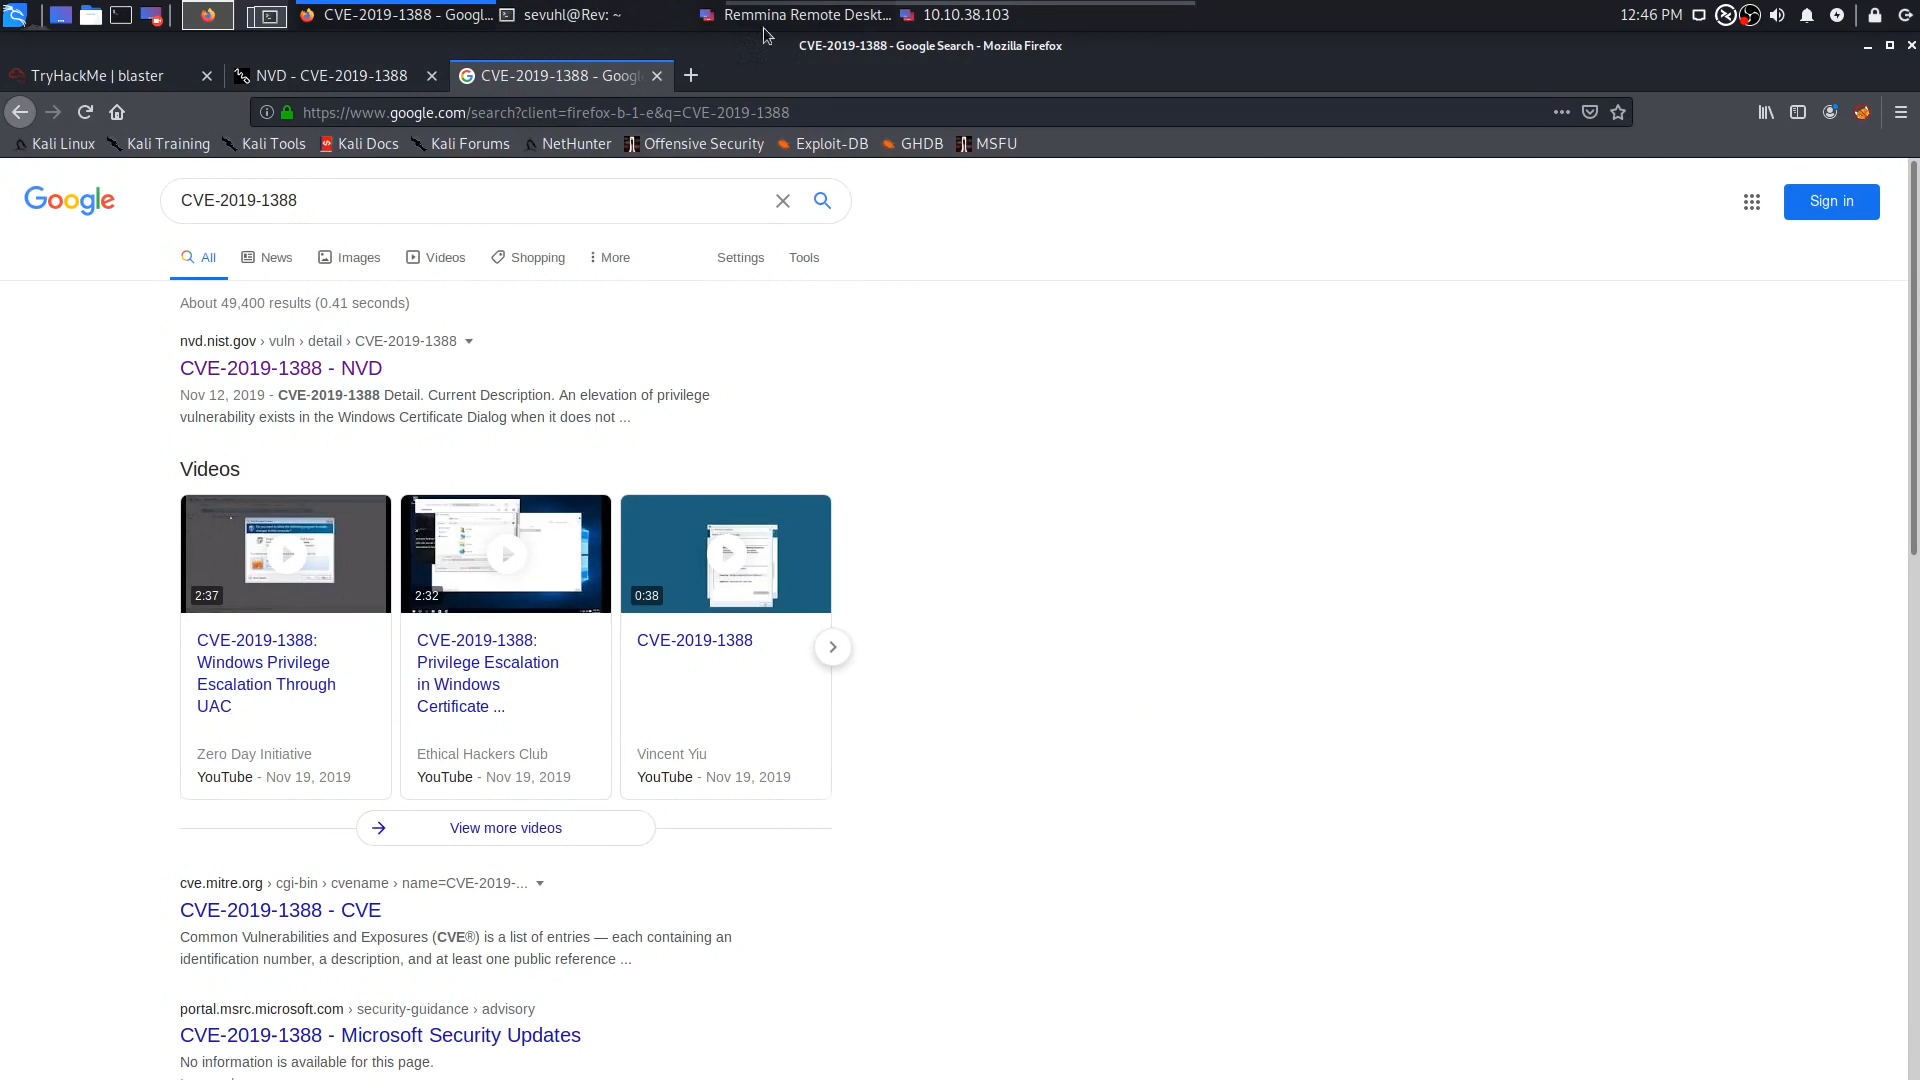 CVE-2019-1388 - Googl...
sevuhl@Rev: ~
Remmina Remote Deskt...
10.10.38.103
12:46 PM
CVE-2019-1388 - Google Search - Mozilla Firefox
TryHackMe | blaster
NVD - CVE-2019-1388
CVE-2019-1388 - Googl
https://www.google.com/search?client=firefox-b-1-e&q=CVE-2019-1388
Kali Linux
Kali Training
Kali Tools
Kali Docs
Kali Forums
NetHunter
Offensive Security
Exploit-DB
GHDB
MSFU
Google
CVE-2019-1388
Sign in
All
News
Images
Videos
Shopping
More
Settings
Tools
About 49,400 results (0.41 seconds)
nvd.nist.gov › vuln › detail › CVE-2019-1388
CVE-2019-1388 - NVD
Nov 12, 2019 - CVE-2019-1388 Detail. Current Description. An elevation of privilege
vulnerability exists in the Windows Certificate Dialog when it does not ...
Videos
2:37
2:32
0:38
CVE-2019-1388:
Windows Privilege
Escalation Through
UAC
Zero Day Initiative
YouTube - Nov 19, 2019
CVE-2019-1388:
Privilege Escalation
in Windows
Certificate ...
Ethical Hackers Club
YouTube - Nov 19, 2019
CVE-2019-1388
Vincent Yiu
YouTube - Nov 19, 2019
View more videos
cve.mitre.org › cgi-bin › cvename › name=CVE-2019-...
CVE-2019-1388 - CVE
Common Vulnerabilities and Exposures (CVE®) is a list of entries — each containing an
identification number, a description, and at least one public reference ...
portal.msrc.microsoft.com › security-guidance › advisory
CVE-2019-1388 - Microsoft Security Updates
No information is available for this page.